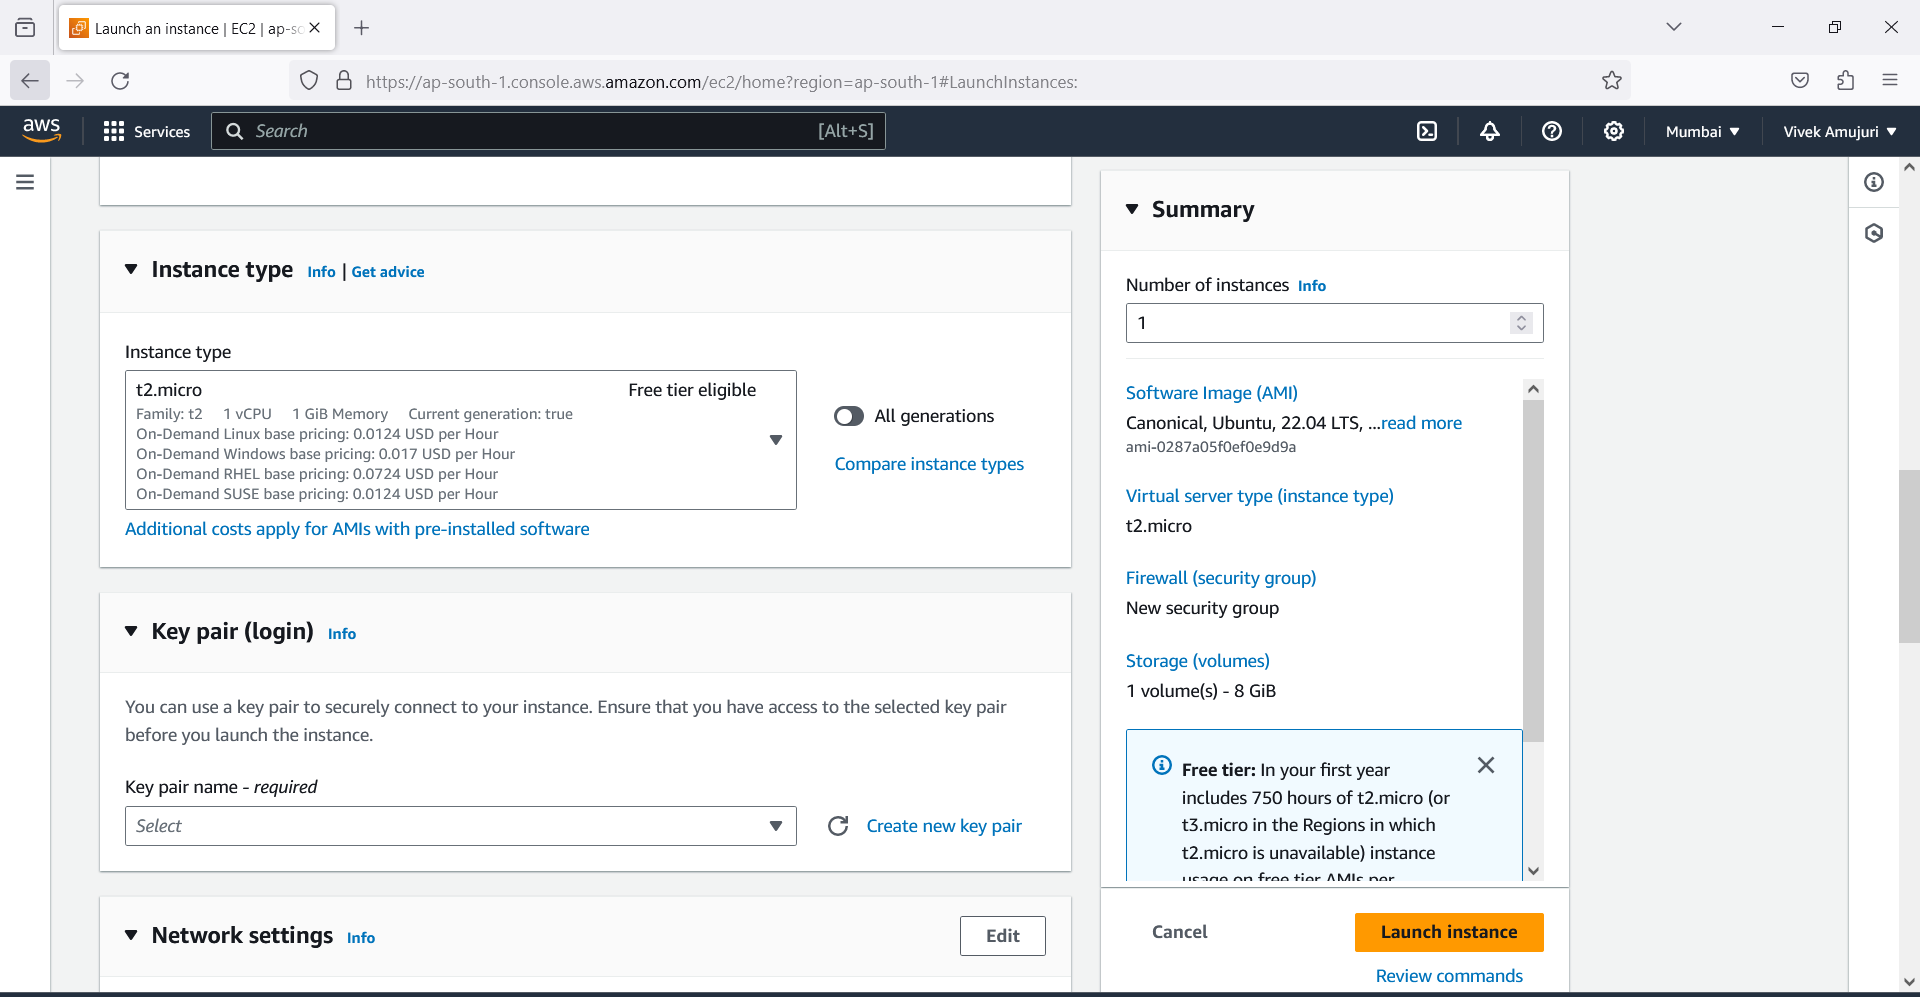 Launch an instance | EC2 | ap-so
https://ap-south-1.console.aws.amazon.com/ec2/home?region=ap-south-1#LaunchInstances:
aws
Services
Search
[Alt+S]
Mumbai
Vivek Amujuri
Instance type
Info | Get advice
Instance type
t2.micro
Free tier eligible
Family: t2 1 vCPU 1 GiB Memory Current generation: true
On-Demand Linux base pricing: 0.0124 USD per Hour
On-Demand Windows base pricing: 0.017 USD per Hour
On-Demand RHEL base pricing: 0.0724 USD per Hour
On-Demand SUSE base pricing: 0.0124 USD per Hour
All generations
Compare instance types
Additional costs apply for AMIs with pre-installed software
Key pair (login)
Info
You can use a key pair to securely connect to your instance. Ensure that you have access to the selected key pair
before you launch the instance.
Key pair name - required
Select
Create new key pair
Network settings
Info
Edit
Summary
Number of instances
Info
1
Software Image (AMI)
Canonical, Ubuntu, 22.04 LTS, ...read more
ami-0287a05f0ef0e9d9a
Virtual server type (instance type)
t2.micro
Firewall (security group)
New security group
Storage (volumes)
1 volume(s) - 8 GiB
Free tier: In your first year
includes 750 hours of t2.micro (or
t3.micro in the Regions in which
t2.micro is unavailable) instance
usage on free tier AMIs per
Cancel
Launch instance
Review commands